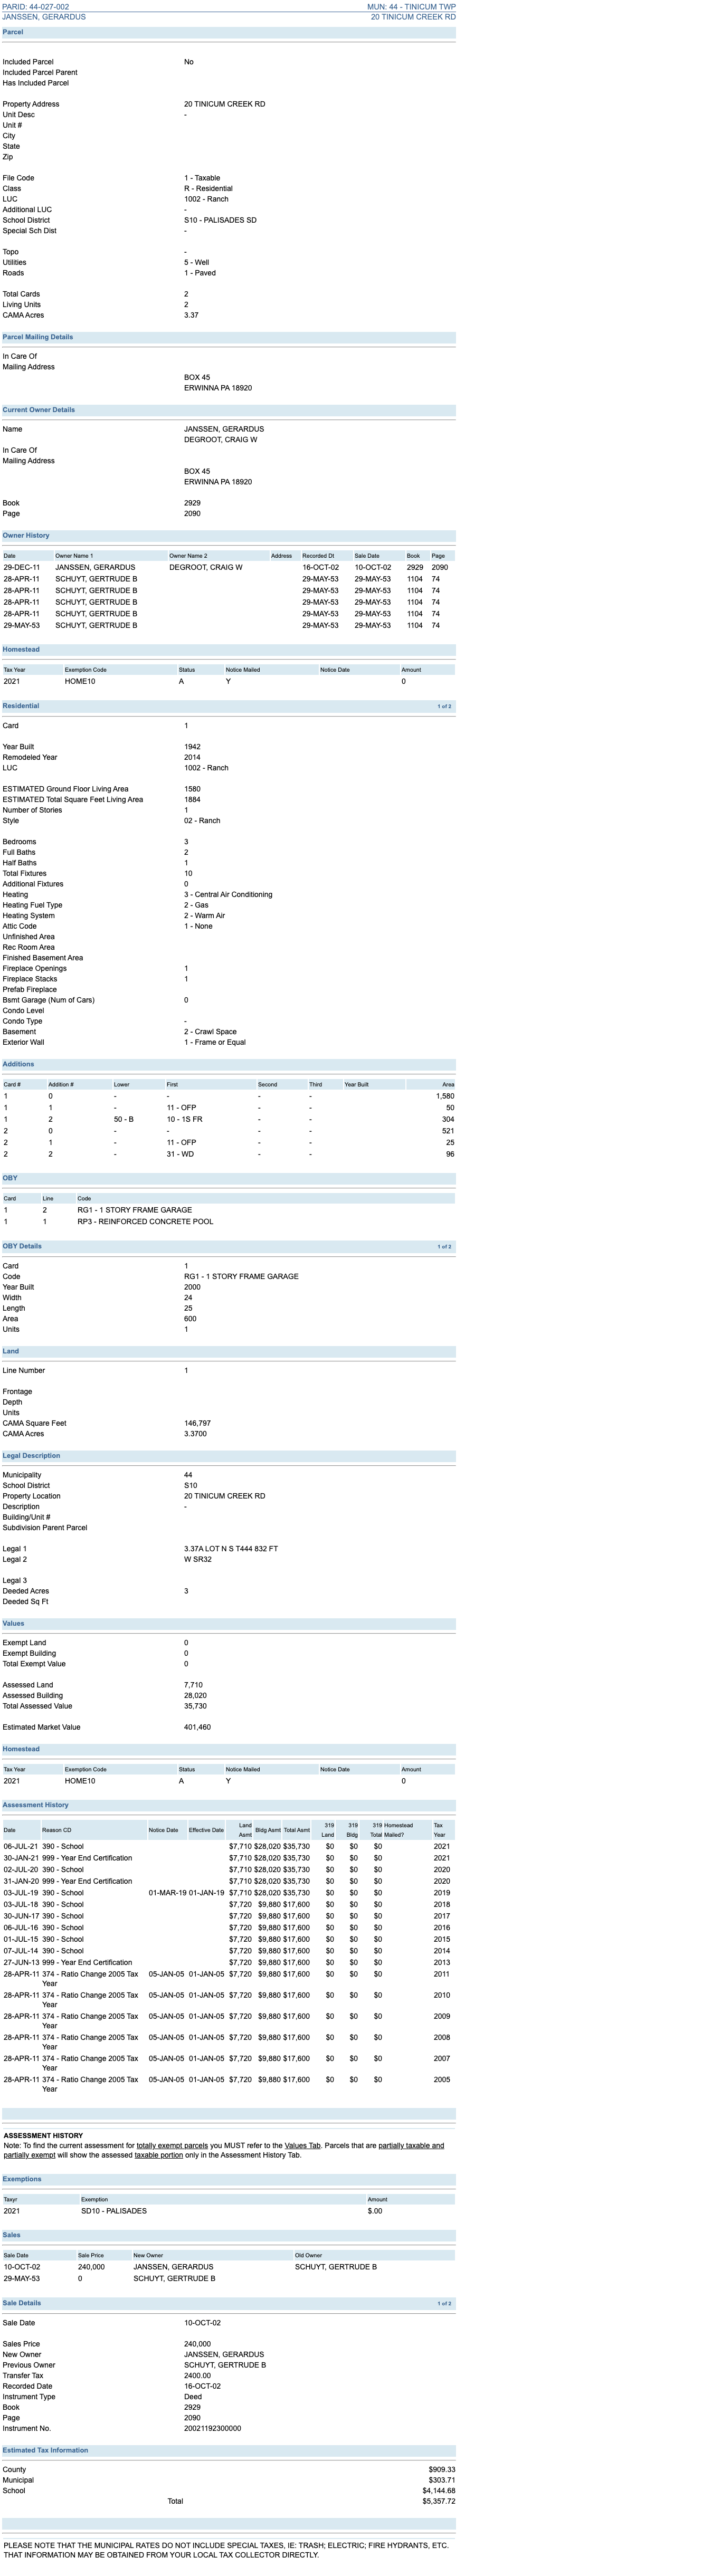 PARID: 44-027-002 MUN: 44 - TINICUM TWP
JANSSEN, GERARDUS 20 TINICUM CREEK RD
Parcel
Included Parcel No
Included Parcel Parent
Has Included Parcel
Property Address 20 TINICUM CREEK RD
Unit Desc -
Unit #
City
State
Zip
File Code 1 - Taxable
Class R - Residential
LUC 1002 - Ranch
Additional LUC -
School District S10 - PALISADES SD
Special Sch Dist -
Topo -
Utilities 5 - Well
Roads 1 - Paved
Total Cards 2
Living Units 2
CAMA Acres 3.37
Parcel Mailing Details
In Care Of
Mailing Address
BOX 45
ERWINNA PA 18920
Current Owner Details
Name JANSSEN, GERARDUS
DEGROOT, CRAIG W
In Care Of
Mailing Address
BOX 45
ERWINNA PA 18920
Book 2929
Page 2090
Owner History
Date Owner Name 1 Owner Name 2 Address Recorded Dt Sale Date Book Page
29-DEC-11 JANSSEN, GERARDUS DEGROOT, CRAIG W 16-OCT-02 10-OCT-02 2929 2090
28-APR-11 SCHUYT, GERTRUDE B 29-MAY-53 29-MAY-53 1104 74
28-APR-11 SCHUYT, GERTRUDE B 29-MAY-53 29-MAY-53 1104 74
28-APR-11 SCHUYT, GERTRUDE B 29-MAY-53 29-MAY-53 1104 74
28-APR-11 SCHUYT, GERTRUDE B 29-MAY-53 29-MAY-53 1104 74
29-MAY-53 SCHUYT, GERTRUDE B 29-MAY-53 29-MAY-53 1104 74
Homestead
Tax Year Exemption Code Status Notice Mailed Notice Date Amount
2021 HOME10 A Y 0
Residential 1 of 2
Card 1
Year Built 1942
Remodeled Year 2014
LUC 1002 - Ranch
ESTIMATED Ground Floor Living Area 1580
ESTIMATED Total Square Feet Living Area 1884
Number of Stories 1
Style 02 - Ranch
Bedrooms 3
Full Baths 2
Half Baths 1
Total Fixtures 10
Additional Fixtures 0
Heating 3 - Central Air Conditioning
Heating Fuel Type 2 - Gas
Heating System 2 - Warm Air
Attic Code 1 - None
Unfinished Area
Rec Room Area
Finished Basement Area
Fireplace Openings 1
Fireplace Stacks 1
Prefab Fireplace
Bsmt Garage (Num of Cars) 0
Condo Level
Condo Type -
Basement 2 - Crawl Space
Exterior Wall 1 - Frame or Equal
Additions
Card # Addition # Lower First Second Third Year Built Area
1 0 - - - - 1,580
1 1 - 11 - OFP - - 50
1 2 50 - B 10 - 1S FR - - 304
2 0 - - - - 521
2 1 - 11 - OFP - - 25
2 2 - 31 - WD - - 96
OBY
Card Line Code
1 2 RG1 - 1 STORY FRAME GARAGE
1 1 RP3 - REINFORCED CONCRETE POOL
OBY Details 1 of 2
Card 1
Code RG1 - 1 STORY FRAME GARAGE
Year Built 2000
Width 24
Length 25
Area 600
Units 1
Land
Line Number 1
Frontage
Depth
Units
CAMA Square Feet 146,797
CAMA Acres 3.3700
Legal Description
Municipality 44
School District S10
Property Location 20 TINICUM CREEK RD
Description -
Building/Unit #
Subdivision Parent Parcel
Legal 1 3.37A LOT N S T444 832 FT
Legal 2 W SR32
Legal 3
Deeded Acres 3
Deeded Sq Ft
Values
Exempt Land 0
Exempt Building 0
Total Exempt Value 0
Assessed Land 7,710
Assessed Building 28,020
Total Assessed Value 35,730
Estimated Market Value 401,460
Homestead
Tax Year Exemption Code Status Notice Mailed Notice Date Amount
2021 HOME10 A Y 0
Assessment History
Date Reason CD Notice Date Effective Date Land Asmt Bldg Asmt Total Asmt 319 Land 319 Bldg 319 Total Homestead Mailed? Tax Year
06-JUL-21 390 - School $7,710 $28,020 $35,730 $0 $0 $0 2021
30-JAN-21 999 - Year End Certification $7,710 $28,020 $35,730 $0 $0 $0 2021
02-JUL-20 390 - School $7,710 $28,020 $35,730 $0 $0 $0 2020
31-JAN-20 999 - Year End Certification $7,710 $28,020 $35,730 $0 $0 $0 2020
03-JUL-19 390 - School 01-MAR-19 01-JAN-19 $7,710 $28,020 $35,730 $0 $0 $0 2019
03-JUL-18 390 - School $7,720 $9,880 $17,600 $0 $0 $0 2018
30-JUN-17 390 - School $7,720 $9,880 $17,600 $0 $0 $0 2017
06-JUL-16 390 - School $7,720 $9,880 $17,600 $0 $0 $0 2016
01-JUL-15 390 - School $7,720 $9,880 $17,600 $0 $0 $0 2015
07-JUL-14 390 - School $7,720 $9,880 $17,600 $0 $0 $0 2014
27-JUN-13 999 - Year End Certification $7,720 $9,880 $17,600 $0 $0 $0 2013
28-APR-11 374 - Ratio Change 2005 Tax 05-JAN-05 01-JAN-05 $7,720 $9,880 $17,600 $0 $0 $0 2011
Year
28-APR-11 374 - Ratio Change 2005 Tax 05-JAN-05 01-JAN-05 $7,720 $9,880 $17,600 $0 $0 $0 2010
Year
28-APR-11 374 - Ratio Change 2005 Tax 05-JAN-05 01-JAN-05 $7,720 $9,880 $17,600 $0 $0 $0 2009
Year
28-APR-11 374 - Ratio Change 2005 Tax 05-JAN-05 01-JAN-05 $7,720 $9,880 $17,600 $0 $0 $0 2008
Year
28-APR-11 374 - Ratio Change 2005 Tax 05-JAN-05 01-JAN-05 $7,720 $9,880 $17,600 $0 $0 $0 2007
Year
28-APR-11 374 - Ratio Change 2005 Tax 05-JAN-05 01-JAN-05 $7,720 $9,880 $17,600 $0 $0 $0 2005
Year
ASSESSMENT HISTORY
Note: To find the current assessment for totally exempt parcels you MUST refer to the Values Tab. Parcels that are partially taxable and
partially exempt will show the assessed taxable portion only in the Assessment History Tab.
Exemptions
Taxyr Exemption Amount
2021 SD10 - PALISADES $.00
Sales
Sale Date Sale Price New Owner Old Owner
10-OCT-02 240,000 JANSSEN, GERARDUS SCHUYT, GERTRUDE B
29-MAY-53 0 SCHUYT, GERTRUDE B
Sale Details 1 of 2
Sale Date 10-OCT-02
Sales Price 240,000
New Owner JANSSEN, GERARDUS
Previous Owner SCHUYT, GERTRUDE B
Transfer Tax 2400.00
Recorded Date 16-OCT-02
Instrument Type Deed
Book 2929
Page 2090
Instrument No. 20021192300000
Estimated Tax Information
County $909.33
Municipal $303.71
School $4,144.68
Total $5,357.72
PLEASE NOTE THAT THE MUNICIPAL RATES DO NOT INCLUDE SPECIAL TAXES, IE: TRASH; ELECTRIC; FIRE HYDRANTS, ETC.
THAT INFORMATION MAY BE OBTAINED FROM YOUR LOCAL TAX COLLECTOR DIRECTLY.